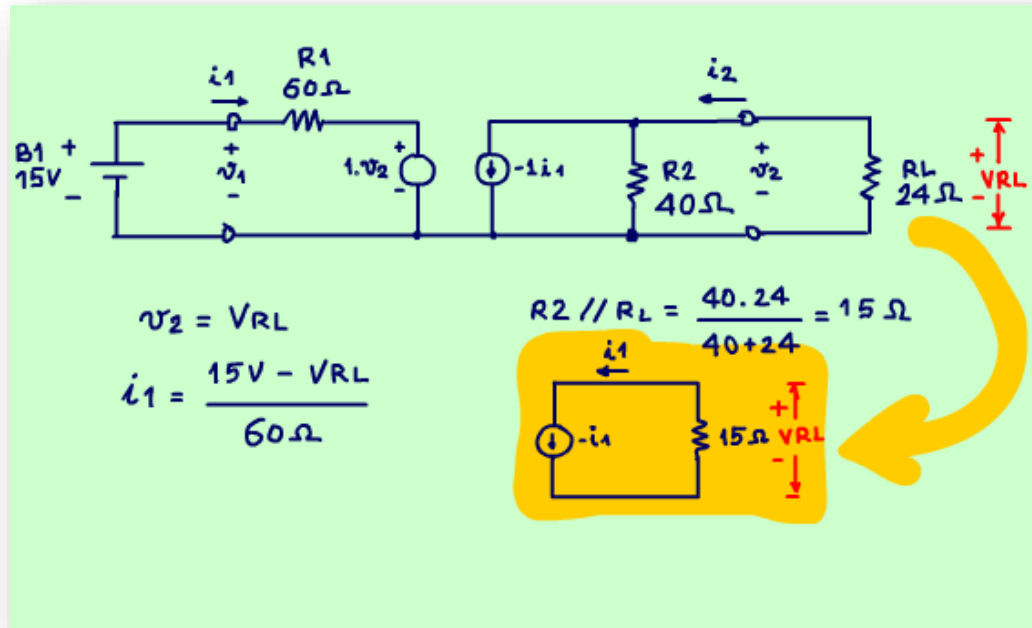 R1
60Ω
i1
i2
B1 +
15V
-
+
v1
-
+
1.v2
-
-1i1
R2
40Ω
+
v2
-
RL
24Ω
+
VRL
-
v2 = VRL
i1 = 15V - VRL
60Ω
R2 // RL = 40.24 = 15 Ω
40+24
i1
-i1
15Ω
+
VRL
-